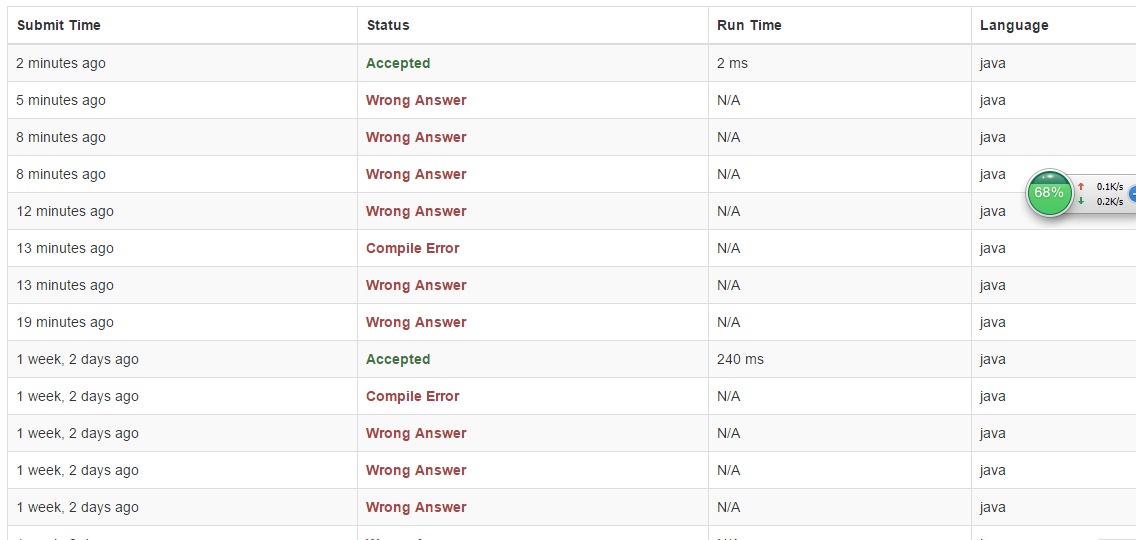 Submit Time Status Run Time Language
2 minutes ago Accepted 2 ms java
5 minutes ago Wrong Answer N/A java
8 minutes ago Wrong Answer N/A java
8 minutes ago Wrong Answer N/A java
68% 0.1K/s
0.2K/s
12 minutes ago Wrong Answer N/A java
13 minutes ago Compile Error N/A java
13 minutes ago Wrong Answer N/A java
19 minutes ago Wrong Answer N/A java
1 week, 2 days ago Accepted 240 ms java
1 week, 2 days ago Compile Error N/A java
1 week, 2 days ago Wrong Answer N/A java
1 week, 2 days ago Wrong Answer N/A java
1 week, 2 days ago Wrong Answer N/A java